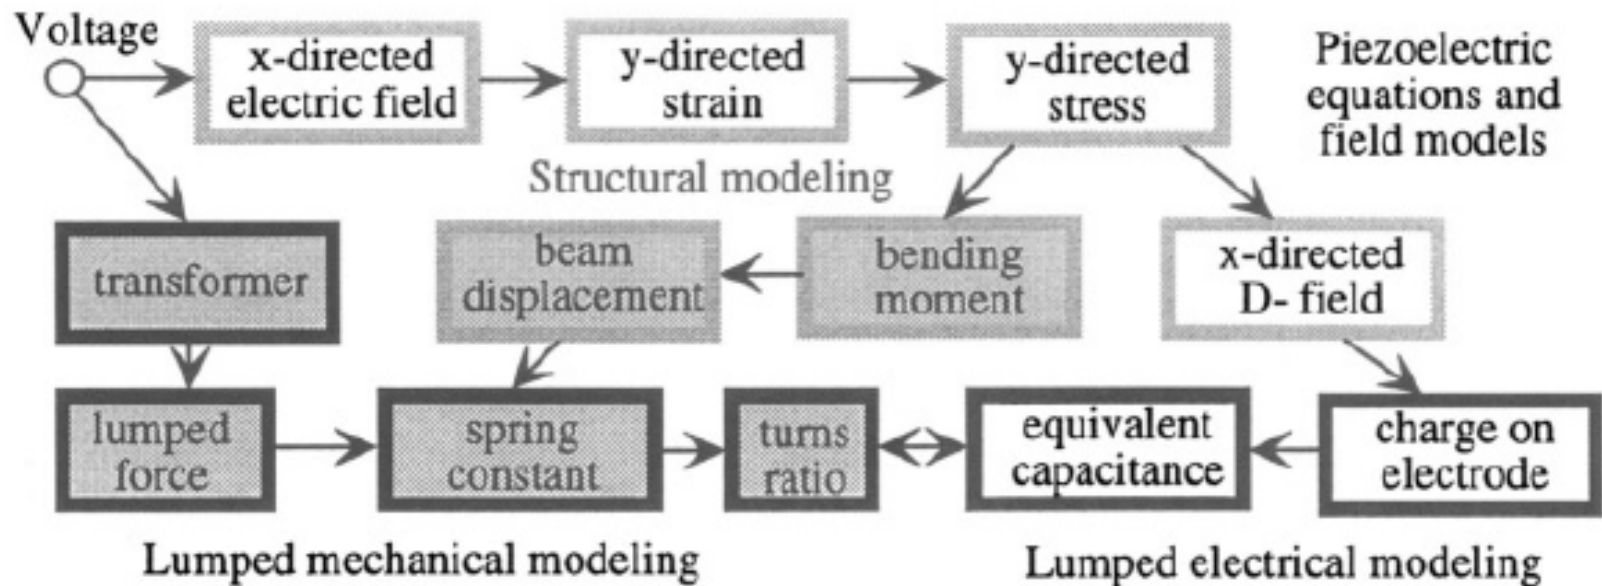 Voltage
x-directed
electric field
y-directed
strain
y-directed
stress
Piezoelectric
equations and
field models
Structural modeling
transformer
beam
displacement
bending
moment
x-directed
D- field
lumped
force
spring
constant
turns
ratio
equivalent
capacitance
charge on
electrode
Lumped mechanical modeling
Lumped electrical modeling